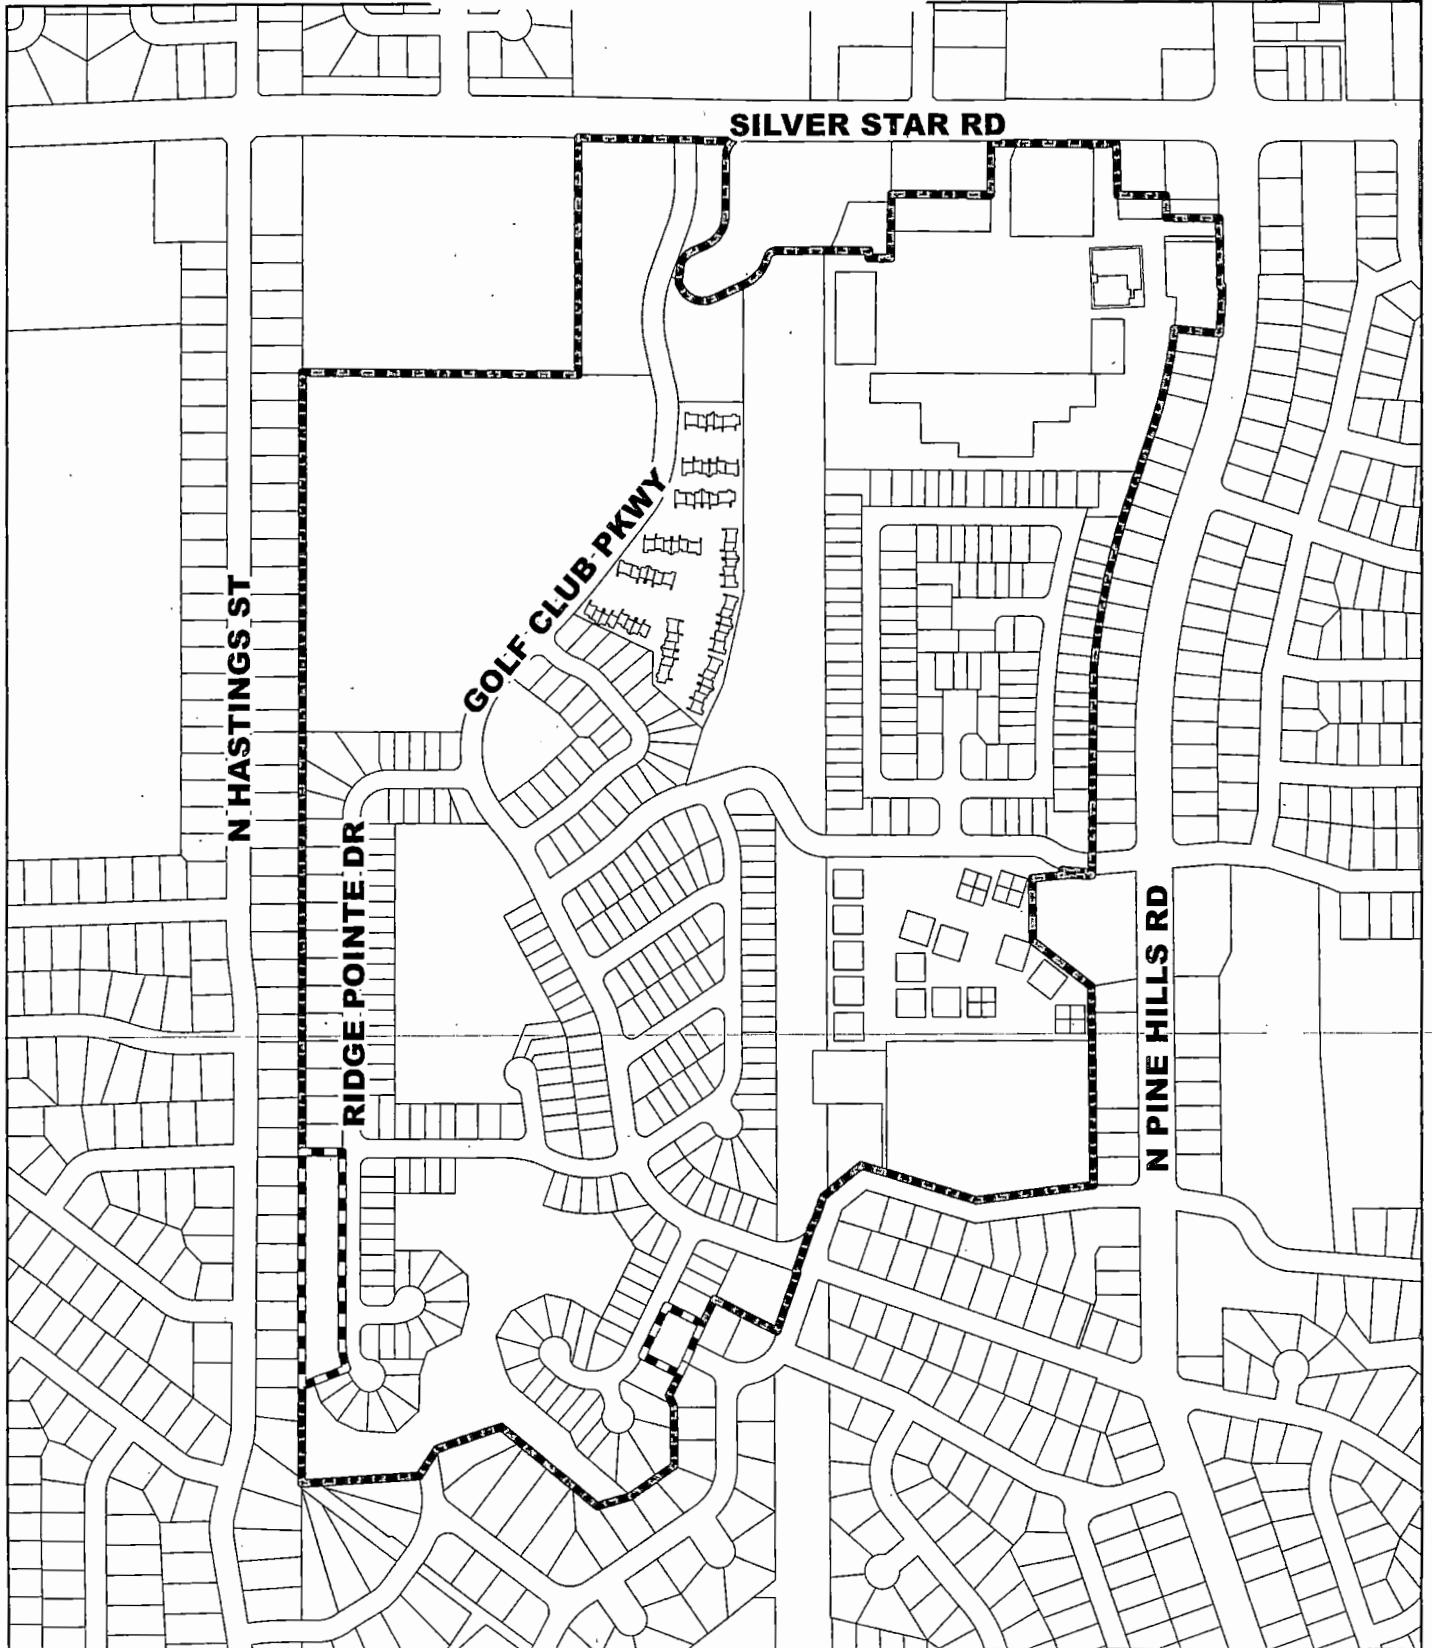 SILVER STAR RD
GOLF CLUB PKWY
N HASTINGS ST
RIDGE POINTE DR
N PINE HILLS RD